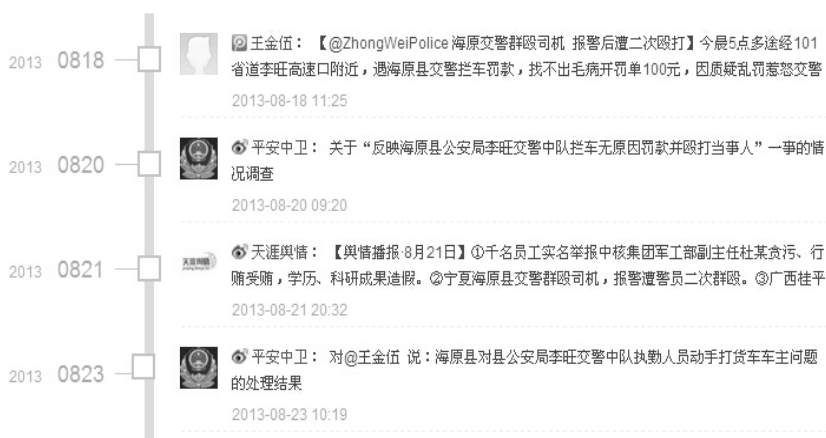 2013 0818
王金伍：【@ZhongWeiPolice 海原交警群殴司机 报警后遭二次殴打】今晨5点多途经101
省道李旺高速口附近，遇海原县交警拦车罚款，找不出毛病开罚单100元，因质疑乱罚惹怒交警
2013-08-18 11:25
2013 0820
平安中卫：关于“反映海原县公安局李旺交警中队拦车无原因罚款并殴打当事人”一事的情
况调查
2013-08-20 09:20
2013 0821
天涯舆情
天涯舆情：【舆情播报·8月21日】①千名员工实名举报中核集团军工部副主任杜某贪污、行
贿受贿，学历、科研成果造假。②宁夏海原县交警群殴司机，报警遭警员二次群殴。③广西桂平
2013-08-21 20:32
2013 0823
平安中卫：对@王金伍 说：海原县对县公安局李旺交警中队执勤人员动手打货车车主问题
的处理结果
2013-08-23 10:19